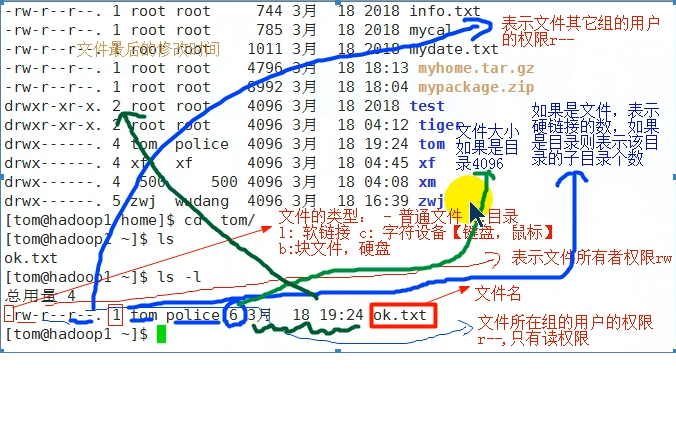 -rw-r--r--. 1 root root 744 3月 18 2018 info.txt
-rw-r--r--. 1 root root 785 3月 18 2018 mycal
-rw-r--r--. root root 1011 3月 18 2018 mydate.txt
-rw-r--r--. 1 root root 4796 3月 18 18:13 myhome.tar.gz
-rw-r--r--. 1 root root 8992 3月 18 18:04 mypackage.zip
drwxr-xr-x. 2 root root 4096 3月 18 2018 test
drwxr-xr-x. 2 root root 4096 3月 18 04:12 tiger
drwx------. 4 tom police 4096 3月 18 19:24 tom
drwx------. 4 xf xf 4096 3月 18 04:45 xf
drwx------. 4 500 500 4096 3月 18 04:08 xm
drwx------. 5 zwj wudang 4096 3月 18 16:39 zwj
[tom@hadoop1 home]$ cd tom/
[tom@hadoop1 ~]$ ls
ok.txt
[tom@hadoop1 ~]$ ls -l
总用量 4
-rw-r--r--. 1 tom police 6 3月 18 19:24 ok.txt
[tom@hadoop1 ~]$
表示文件其它组的用户
的权限r--
文件最后的修改时间
文件大小
如果是目
录4096
如果是文件，表示
硬链接的数，如果
是目录则表示该目
录的子目录个数
文件的类型： - 普通文件 目录
l: 软链接 c: 字符设备【键盘，鼠标】
b:块文件，硬盘
表示文件所有者权限rw
文件名
文件所在组的用户的权限
r--,只有读权限